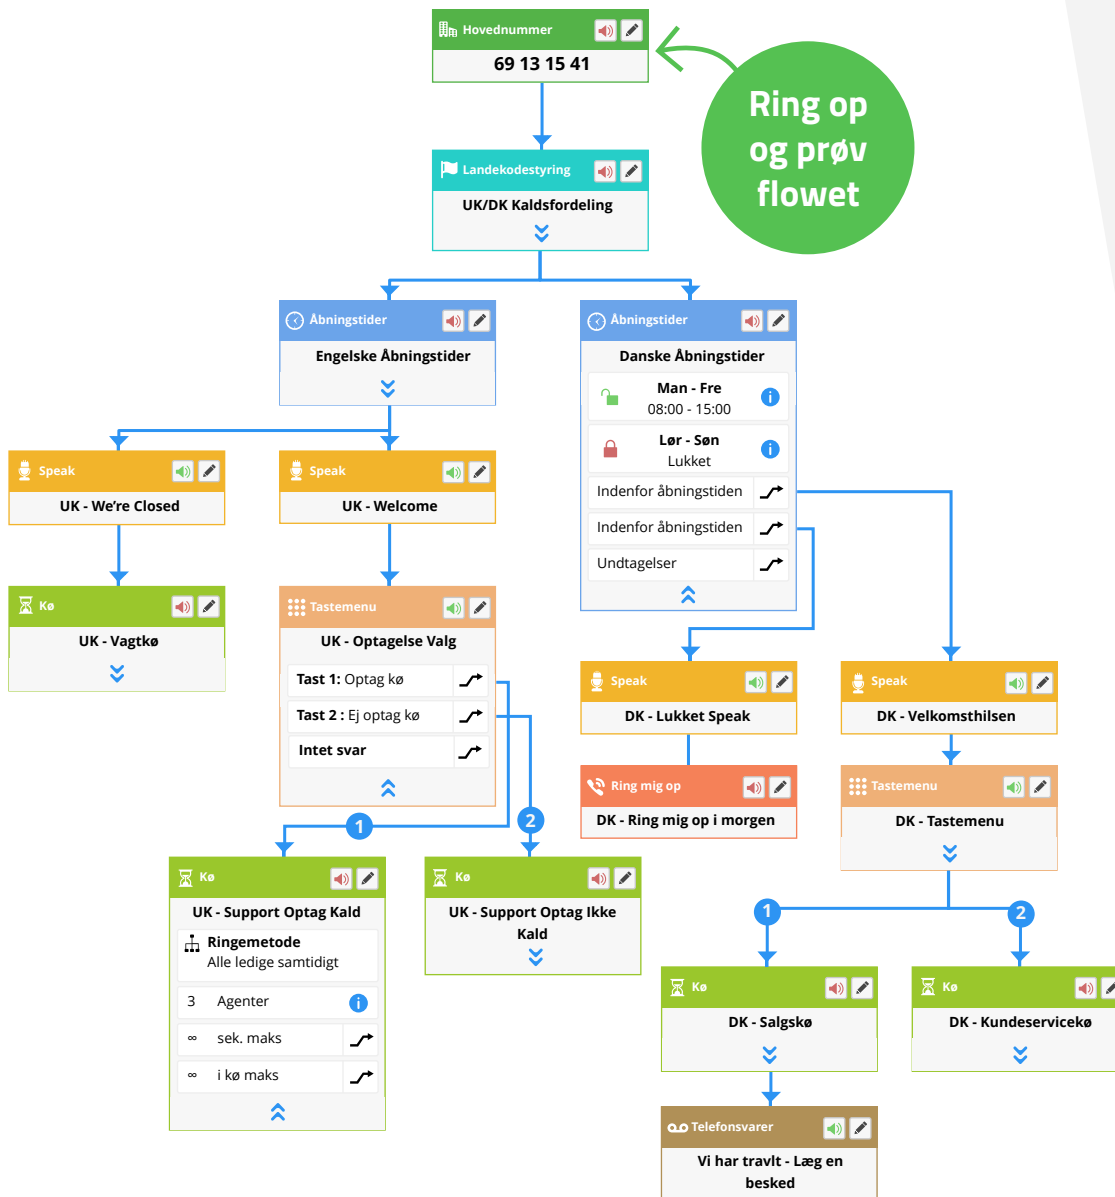 Hovednummer
69 13 15 41
Ring op
og prøv
flowet
Landekodestyring
UK/DK Kaldsfordeling
Åbningstider
Engelske Åbningstider
Åbningstider
Danske Åbningstider
Man - Fre
08:00 - 15:00
Lør - Søn
Lukket
Indenfor åbningstiden
Indenfor åbningstiden
Undtagelser
Speak
UK - We're Closed
Speak
UK - Welcome
Kø
UK - Vagtkø
Tastemenu
UK - Optagelse Valg
Tast 1: Optag kø
Tast 2 : Ej optag kø
Intet svar
Speak
DK - Lukket Speak
Speak
DK - Velkomsthilsen
Ring mig op
DK - Ring mig op i morgen
Tastemenu
DK - Tastemenu
1
2
Kø
UK - Support Optag Kald
Ringemetode
Alle ledige samtidigt
3 Agenter
∞ sek. maks
∞ i kø maks
Kø
UK - Support Optag Ikke
Kald
1
2
Kø
DK - Salgskø
Kø
DK - Kundeservicekø
Telefonsvarer
Vi har travlt - Læg en
besked